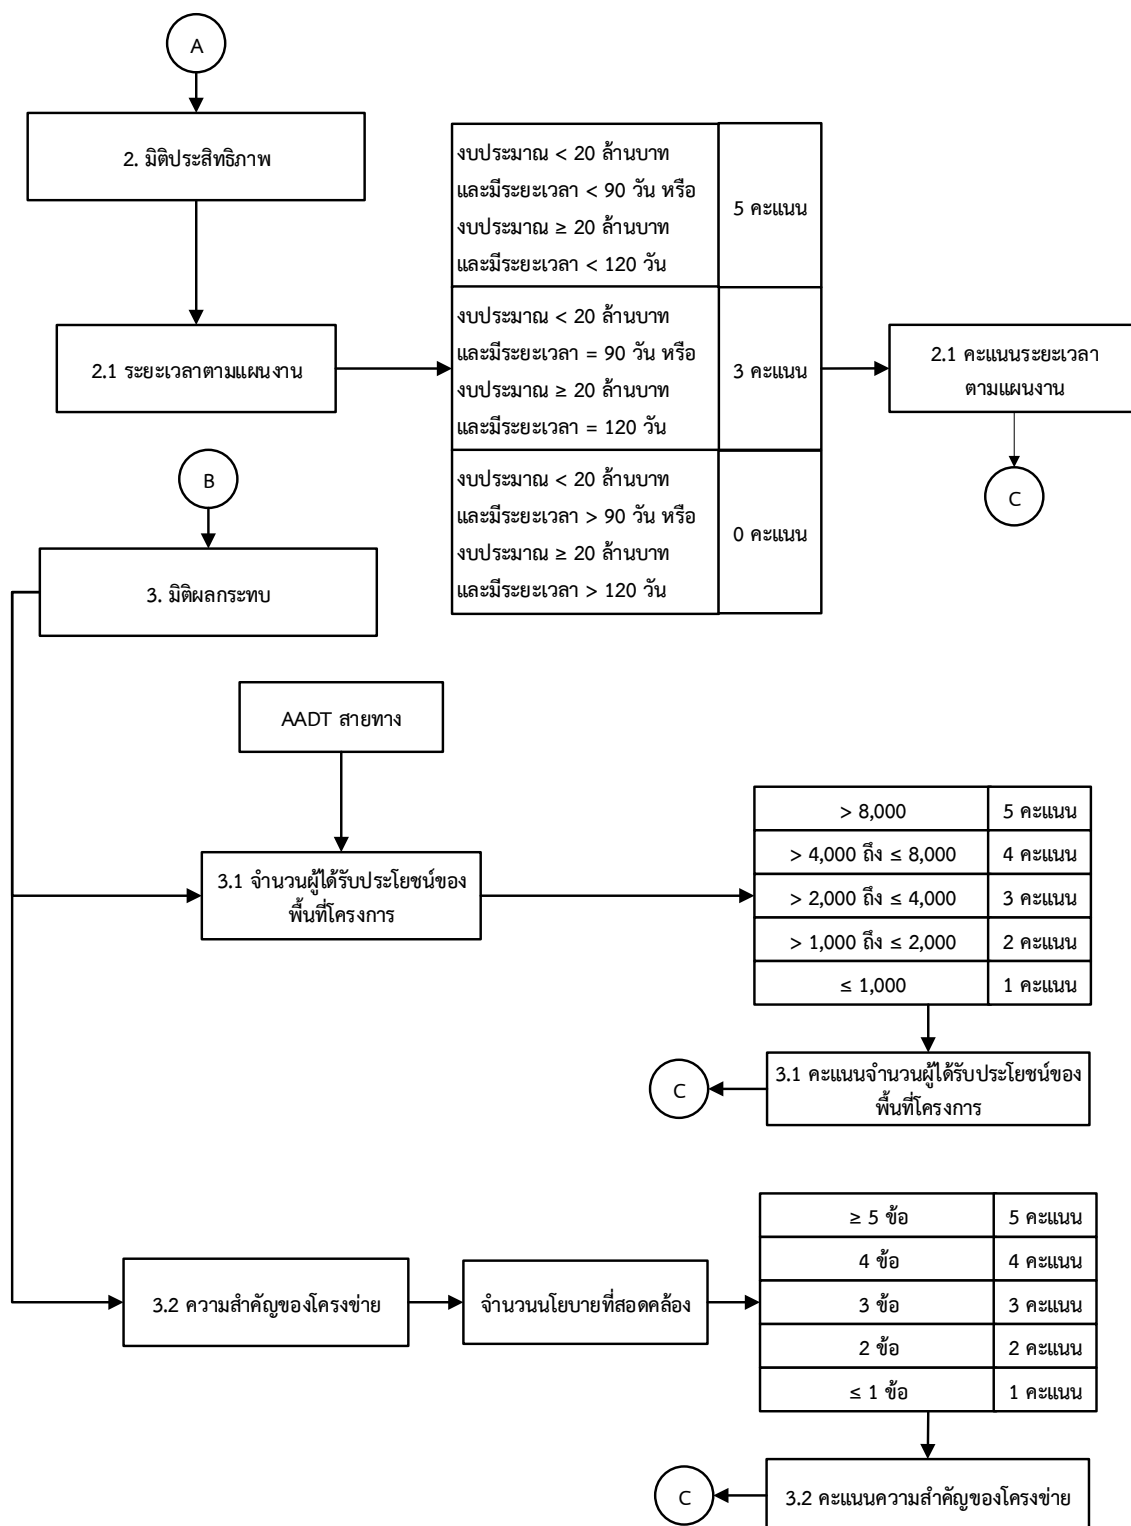 A
2. มิติประสิทธิภาพ
งบประมาณ < 20 ล้านบาท
และมีระยะเวลา < 90 วัน หรือ
งบประมาณ ≥ 20 ล้านบาท
และมีระยะเวลา < 120 วัน
5 คะแนน
2.1 ระยะเวลาตามแผนงาน
งบประมาณ < 20 ล้านบาท
และมีระยะเวลา = 90 วัน หรือ
งบประมาณ ≥ 20 ล้านบาท
และมีระยะเวลา = 120 วัน
3 คะแนน
2.1 คะแนนระยะเวลา
ตามแผนงาน
C
งบประมาณ < 20 ล้านบาท
และมีระยะเวลา > 90 วัน หรือ
งบประมาณ ≥ 20 ล้านบาท
และมีระยะเวลา > 120 วัน
0 คะแนน
B
3. มิติผลกระทบ
AADT สายทาง
3.1 จำนวนผู้ได้รับประโยชน์ของ
พื้นที่โครงการ
> 8,000 5 คะแนน
> 4,000 ถึง ≤ 8,000 4 คะแนน
> 2,000 ถึง ≤ 4,000 3 คะแนน
> 1,000 ถึง ≤ 2,000 2 คะแนน
≤ 1,000 1 คะแนน
3.1 คะแนนจำนวนผู้ได้รับประโยชน์ของ
พื้นที่โครงการ
C
3.2 ความสำคัญของโครงข่าย
จำนวนนโยบายที่สอดคล้อง
≥ 5 ข้อ 5 คะแนน
4 ข้อ 4 คะแนน
3 ข้อ 3 คะแนน
2 ข้อ 2 คะแนน
≤ 1 ข้อ 1 คะแนน
3.2 คะแนนความสำคัญของโครงข่าย
C